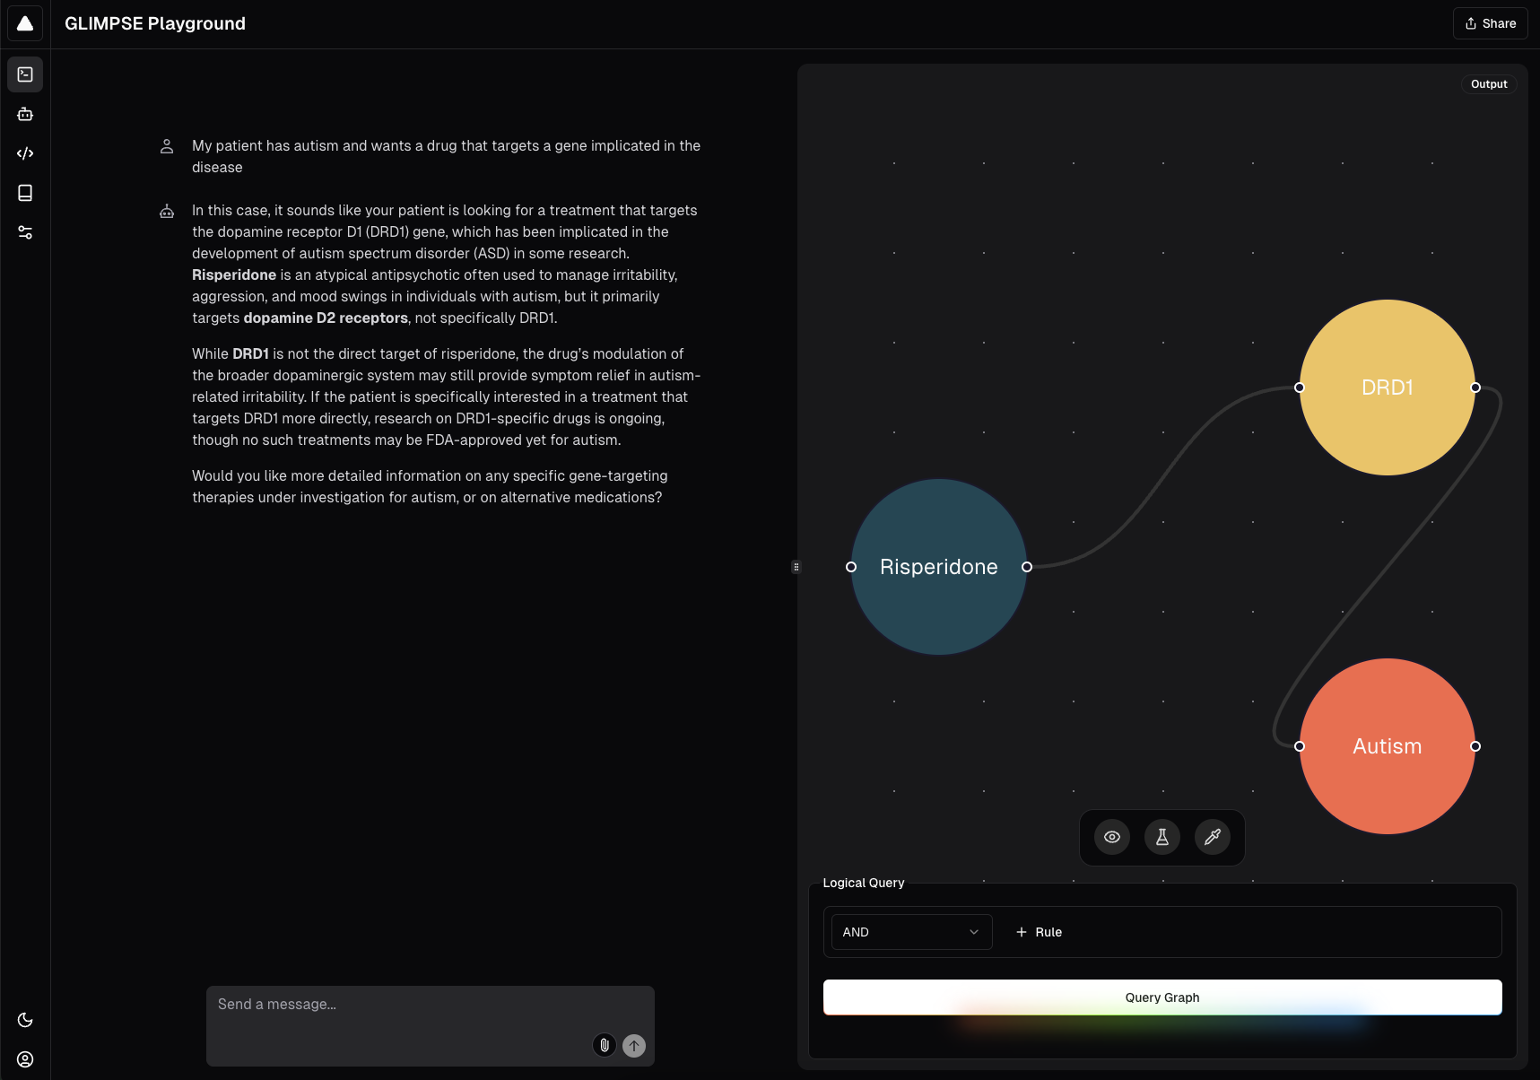 GLIMPSE Playground
Share
My patient has autism and wants a drug that targets a gene implicated in the
disease
In this case, it sounds like your patient is looking for a treatment that targets
the dopamine receptor D1 (DRD1) gene, which has been implicated in the
development of autism spectrum disorder (ASD) in some research.
Risperidone is an atypical antipsychotic often used to manage irritability,
aggression, and mood swings in individuals with autism, but it primarily
targets dopamine D2 receptors, not specifically DRD1.
While DRD1 is not the direct target of risperidone, the drug’s modulation of
the broader dopaminergic system may still provide symptom relief in autism-
related irritability. If the patient is specifically interested in a treatment that
targets DRD1 more directly, research on DRD1-specific drugs is ongoing,
though no such treatments may be FDA-approved yet for autism.
Would you like more detailed information on any specific gene-targeting
therapies under investigation for autism, or on alternative medications?
Send a message...
Output
DRD1
Risperidone
Autism
Logical Query
AND
Rule
Query Graph